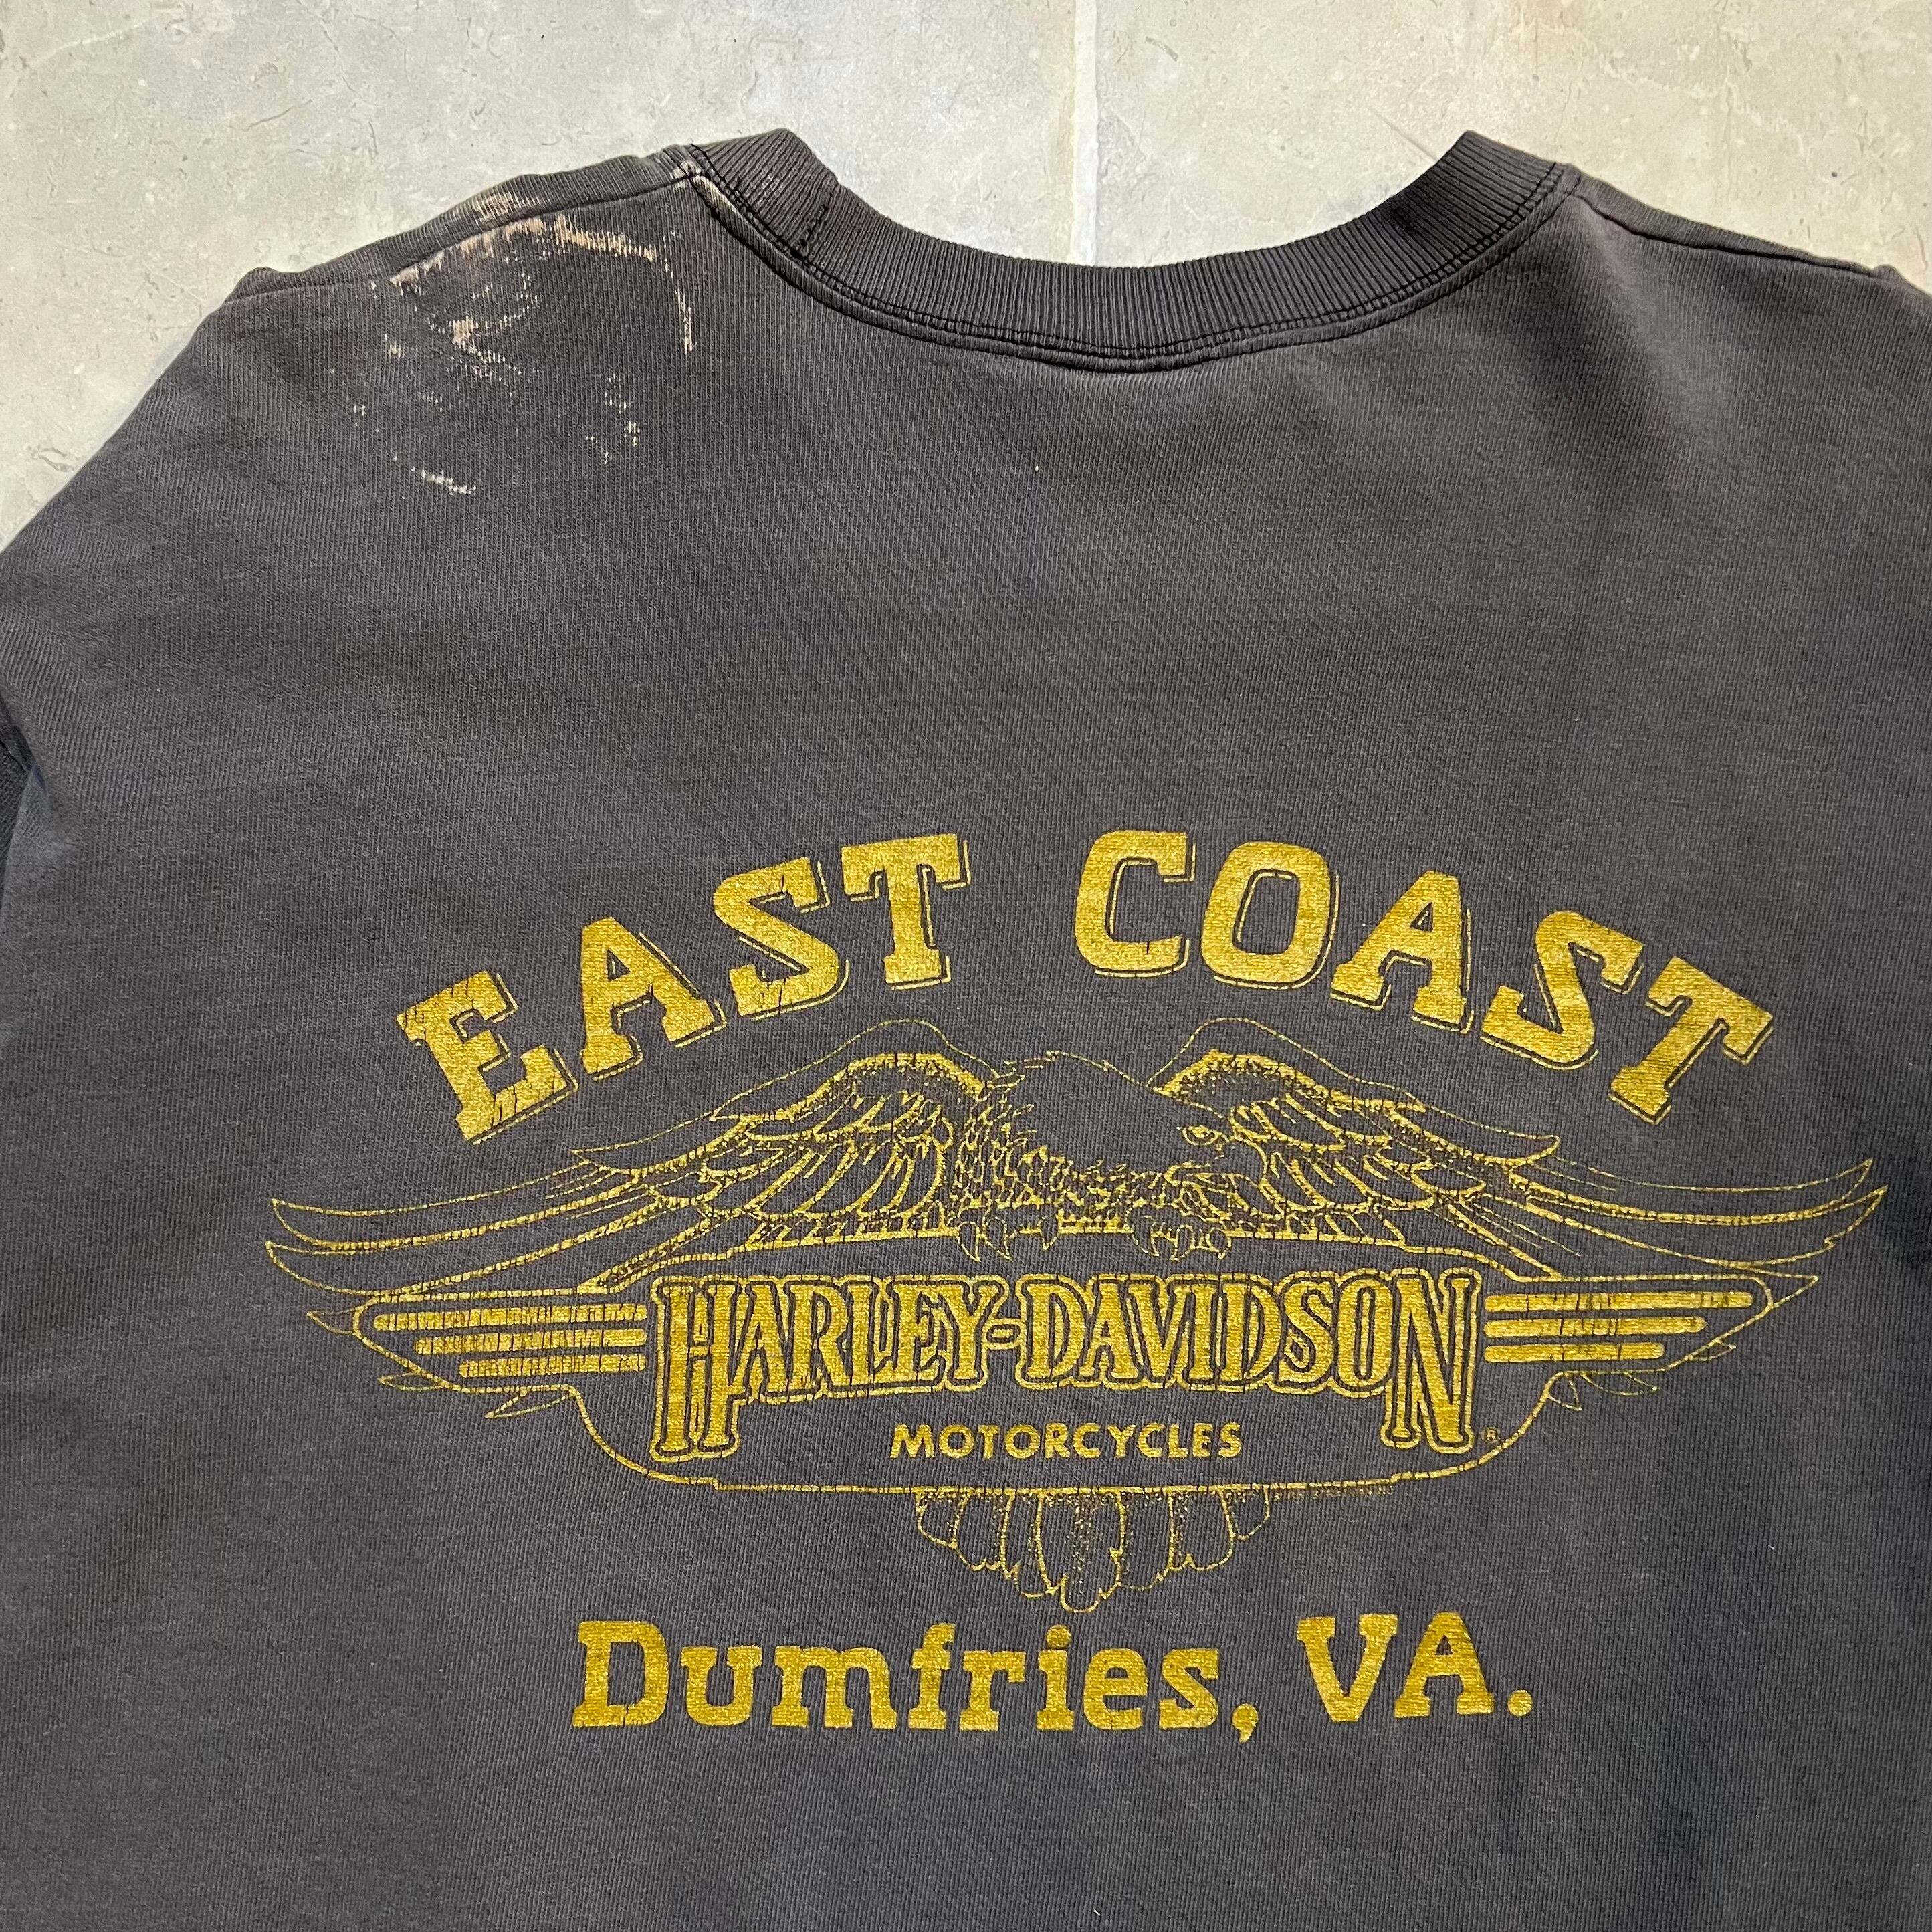 EAST COAST
HARLEY-DAVIDSON
MOTORCYCLES
®
Dumfries, VA.